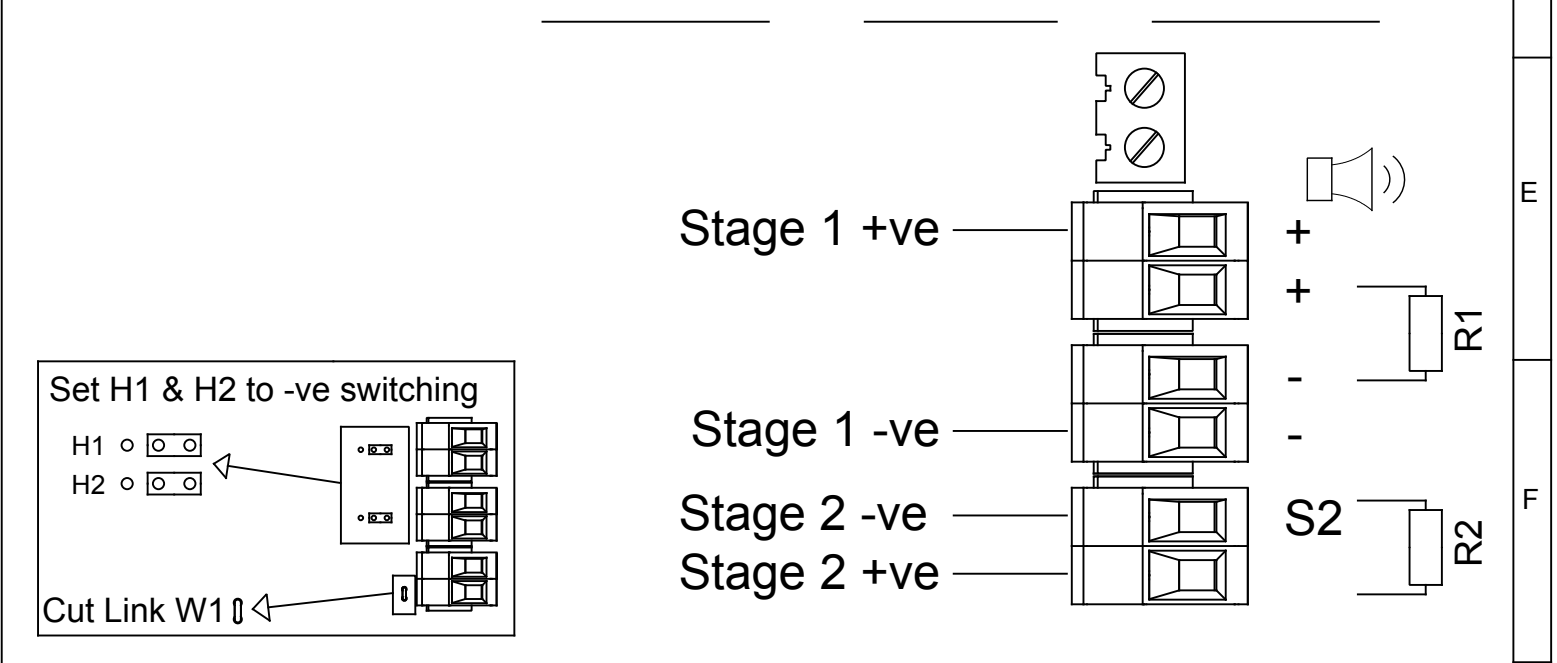 E
Stage 1 +ve
+
+
R1
-
Stage 1 -ve
-
Stage 2 -ve
S2
R2
Stage 2 +ve
F
Set H1 & H2 to -ve switching
H1
H2
Cut Link W1